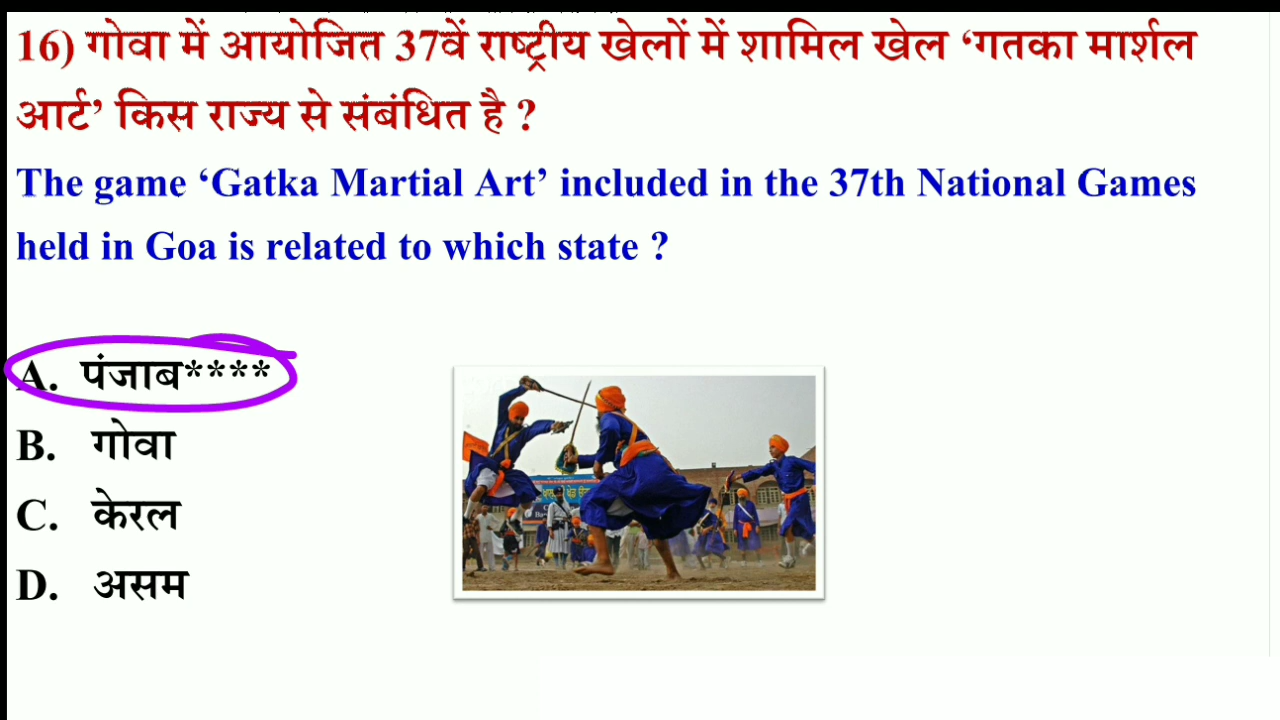 16) गोवा में आयोजित 37वें राष्ट्रीय खेलों में शामिल खेल ‘गतका मार्शल
आर्ट’ किस राज्य से संबंधित है ?
The game ‘Gatka Martial Art’ included in the 37th National Games
held in Goa is related to which state ?
A. पंजाब****
B. गोवा
C. केरल
D. असम